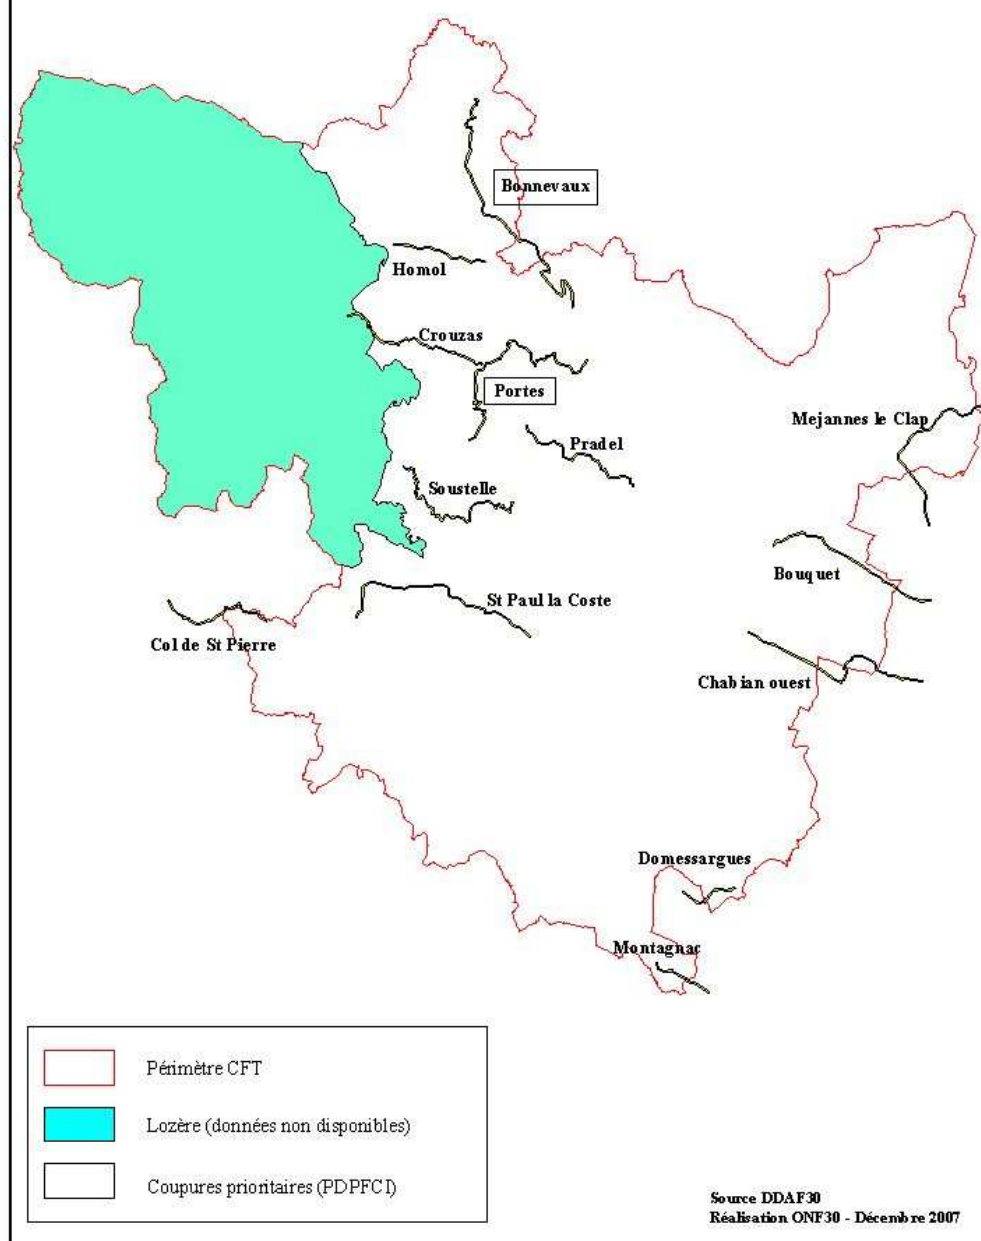 Bonnevaux
Homol
Crouzas
Portes
Mejannes le Clap
Pradel
Soustelle
Bouquet
St Paul la Coste
Col de St Pierre
Chabian ouest
Domessargues
Montagnac
Périmètre CFT
Lozère (données non disponibles)
Coupures prioritaires (PDPFCI)
Source DDAF30
Réalisation ONF30 - Décembre 2007